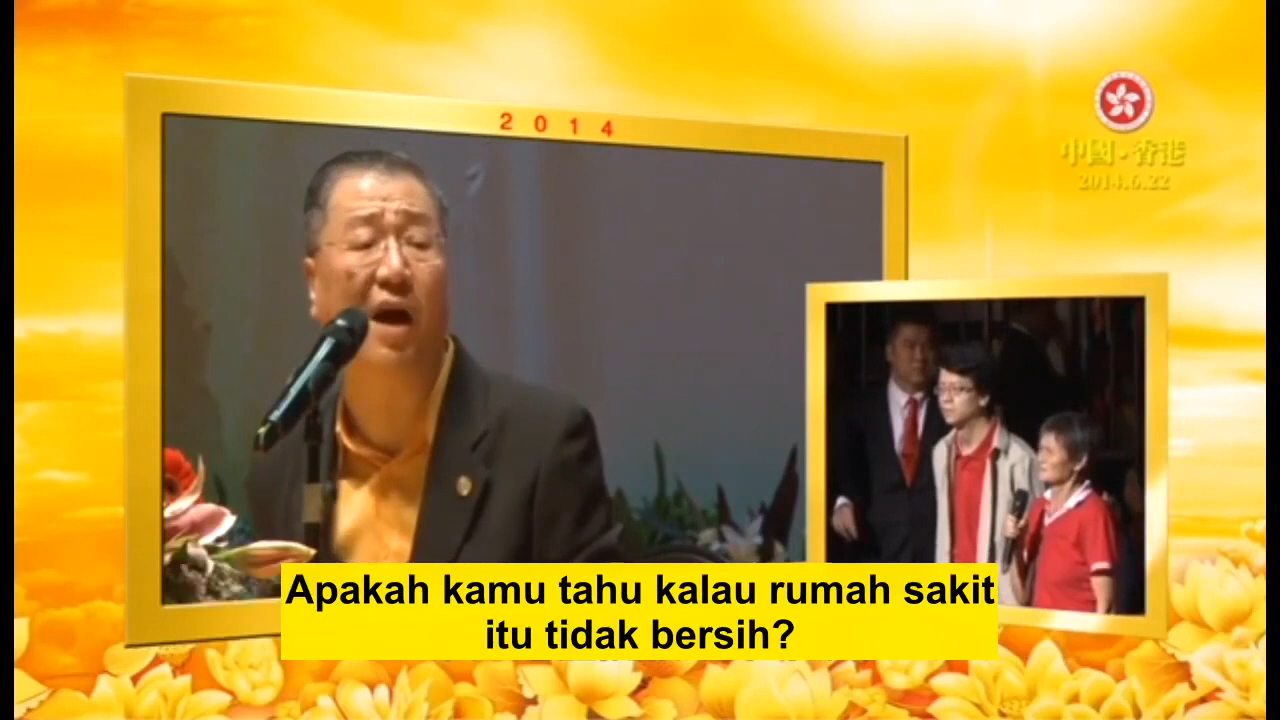 2014
中國·香港
2014.6.22
Apakah kamu tahu kalau rumah sakit
itu tidak bersih?